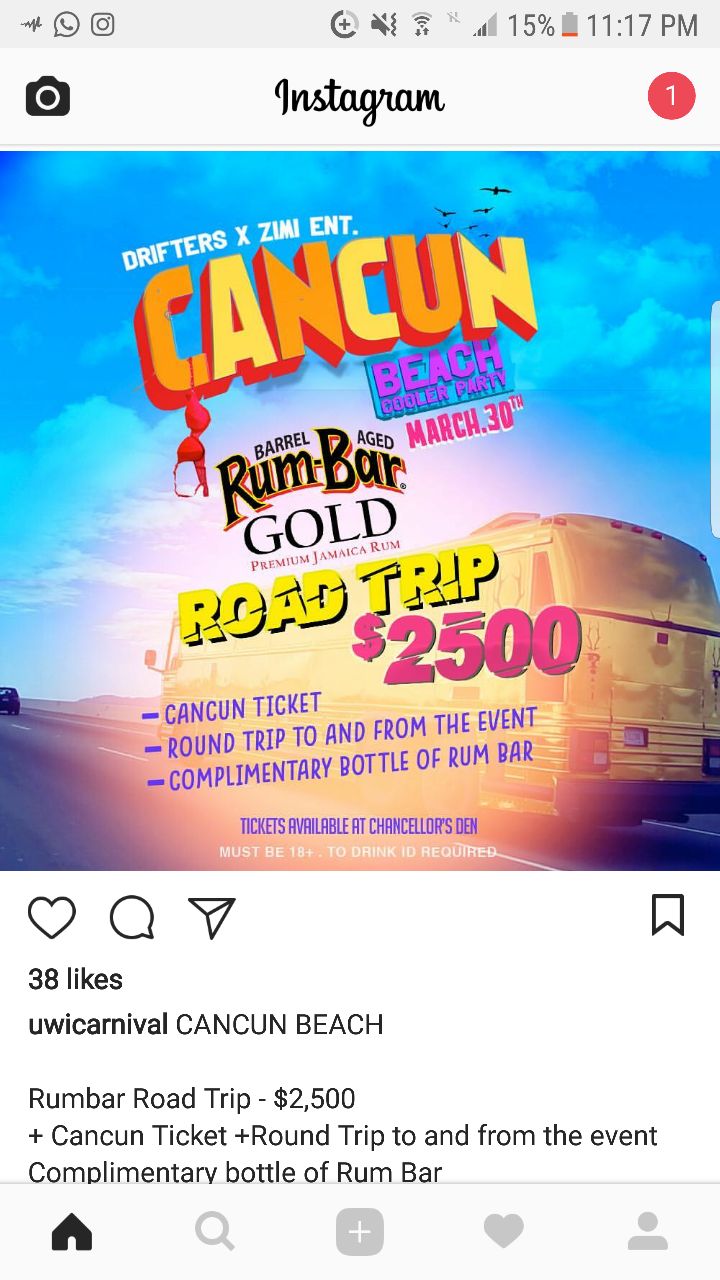 15% 11:17 PM
Instagram
1
DRIFTERS X ZIMI ENT.
CANCUN
BEACH
COOLER PARTY
MARCH.30TH
BARREL AGED
Rum-Bar®
GOLD
PREMIUM JAMAICA RUM
ROAD TRIP
$2500
– CANCUN TICKET
– ROUND TRIP TO AND FROM THE EVENT
– COMPLIMENTARY BOTTLE OF RUM BAR
TICKETS AVAILABLE AT CHANCELLOR'S DEN
MUST BE 18+ . TO DRINK ID REQUIRED
38 likes
uwicarnival CANCUN BEACH
Rumbar Road Trip - $2,500
+ Cancun Ticket +Round Trip to and from the event
Complimentary bottle of Rum Bar